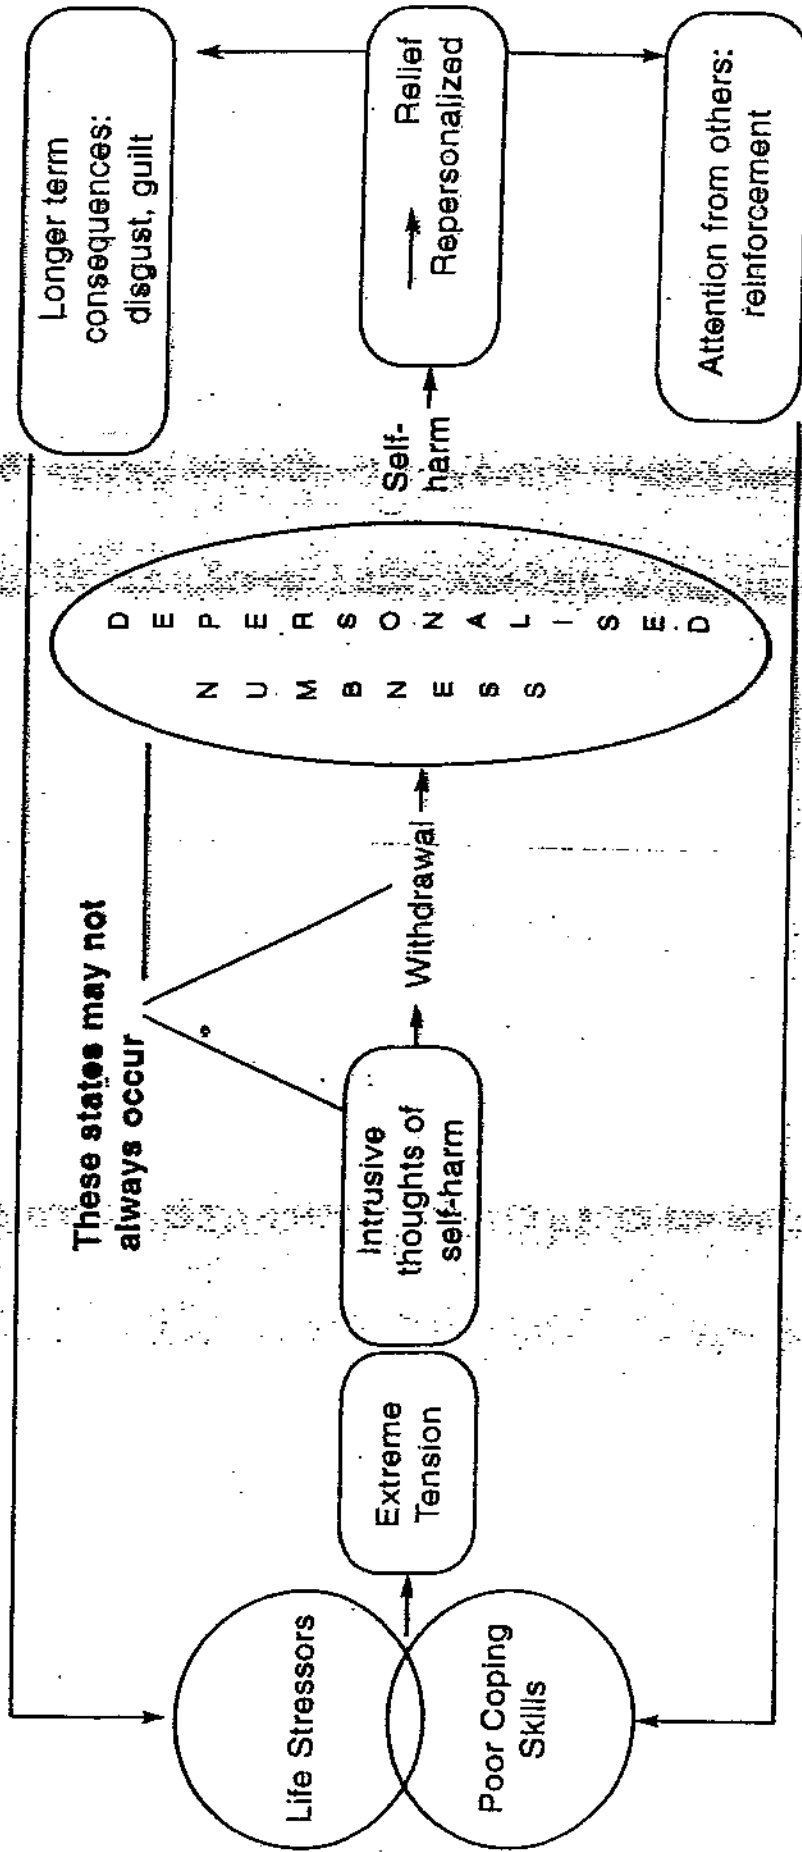 Life Stressors
Poor Coping
Skills
Extreme
Tension
Intrusive
thoughts of
self-harm
These states may not
always occur
Withdrawal
NUMBNESS
DEPERSONALISED
Self-
harm
Relief
Repersonalized
Longer term
consequences:
disgust, guilt
Attention from others:
reinforcement